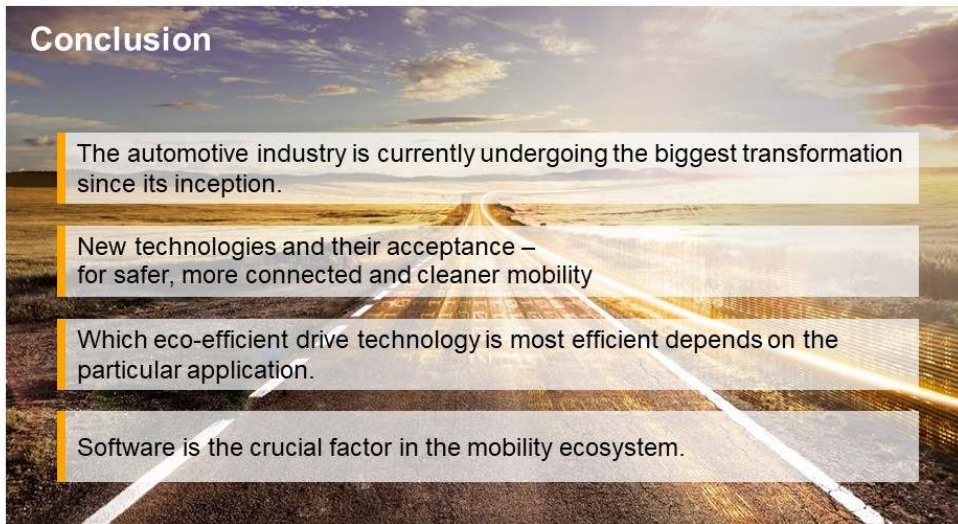 Conclusion
The automotive industry is currently undergoing the biggest transformation
since its inception.
New technologies and their acceptance –
for safer, more connected and cleaner mobility
Which eco-efficient drive technology is most efficient depends on the
particular application.
Software is the crucial factor in the mobility ecosystem.